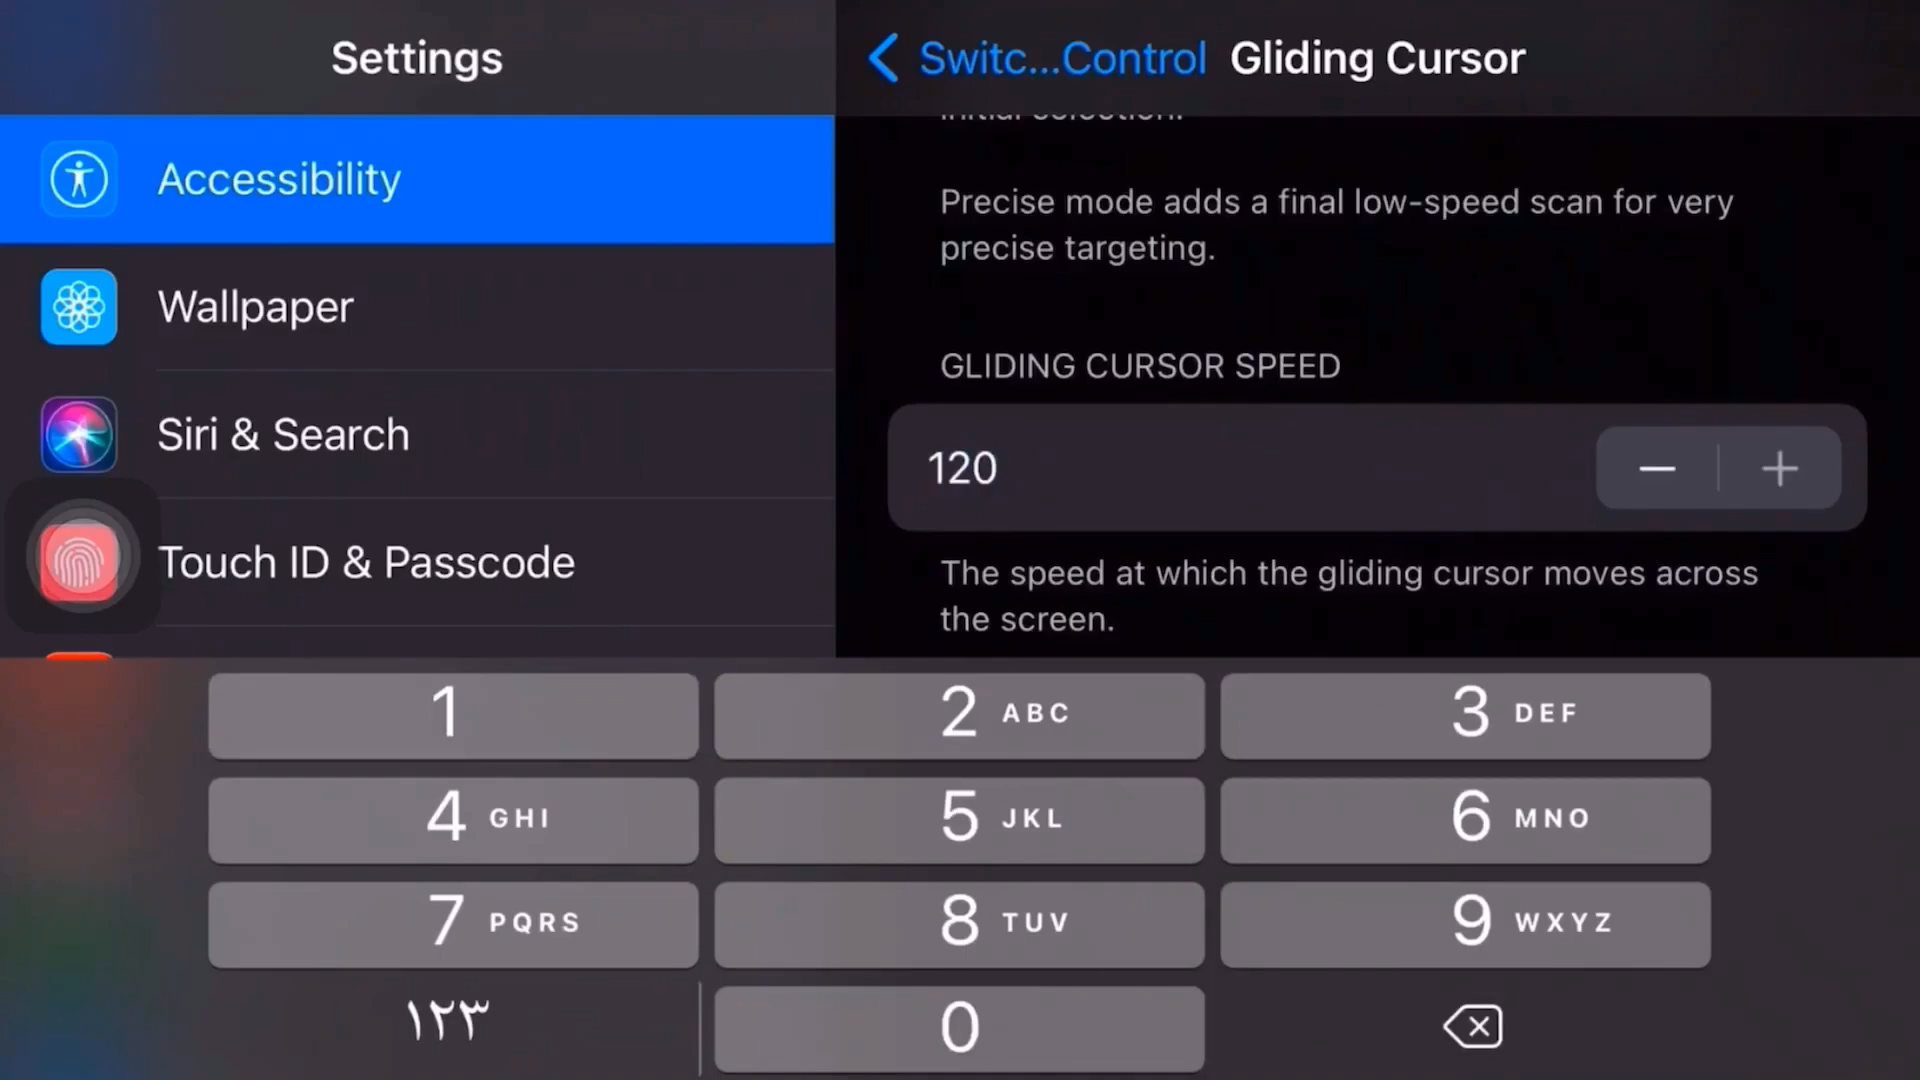 Settings
Accessibility
Wallpaper
Siri & Search
Touch ID & Passcode
Switc...Control Gliding Cursor
initial selection.
Precise mode adds a final low-speed scan for very
precise targeting.
GLIDING CURSOR SPEED
120 − +
The speed at which the gliding cursor moves across
the screen.
1 2 ABC 3 DEF
4 GHI 5 JKL 6 MNO
7 PQRS 8 TUV 9 WXYZ
١٢٣ 0